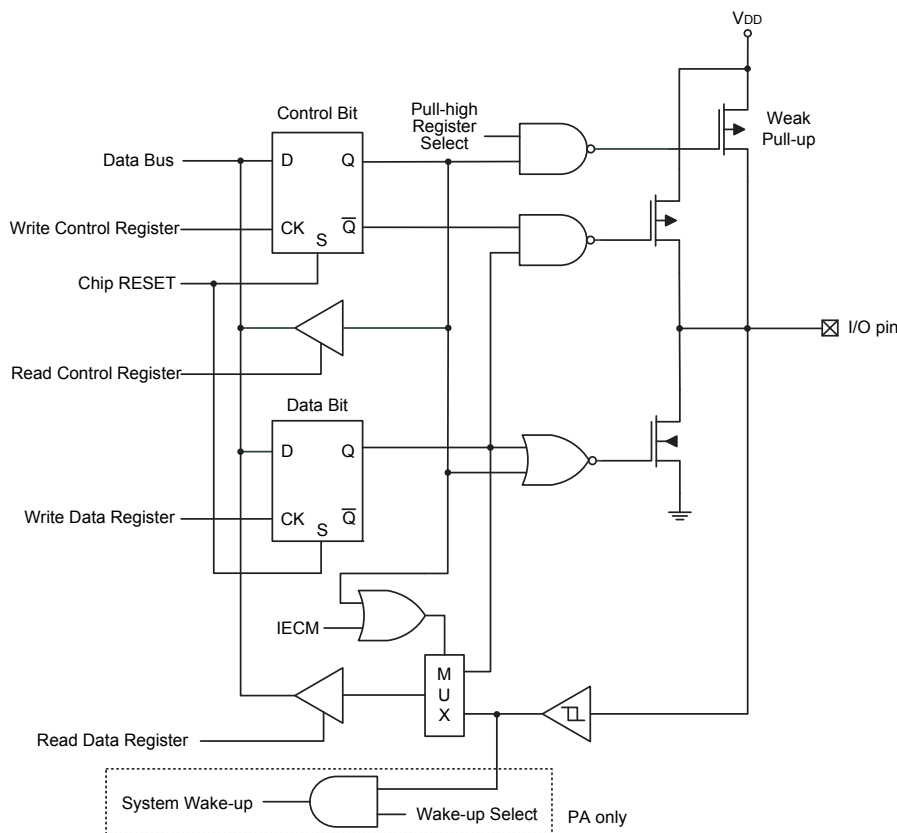 VDD
Control Bit
Pull-high
Register
Select
Weak
Pull-up
Data Bus
D
Q
Write Control Register
CK
Q̅
S
Chip RESET
I/O pin
Read Control Register
Data Bit
D
Q
Write Data Register
CK
Q̅
S
IECM
M
U
X
Read Data Register
System Wake-up
Wake-up Select
PA only